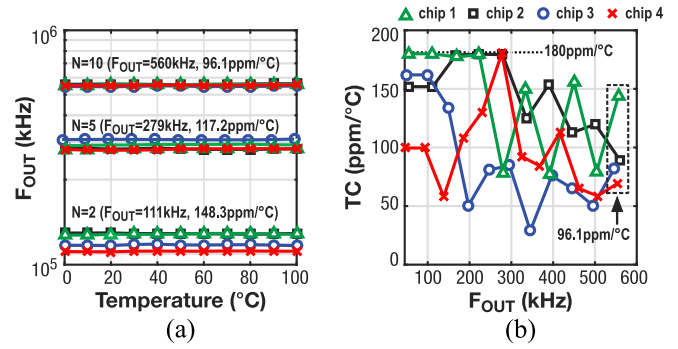 chip 1 chip 2 chip 3 chip 4
10⁶
N=10 (FOUT=560kHz, 96.1ppm/°C)
N=5 (FOUT=279kHz, 117.2ppm/°C)
N=2 (FOUT=111kHz, 148.3ppm/°C)
10⁵
FOUT (kHz)
0 20 40 60 80 100
Temperature (°C)
(a)
200
150
100
50
0
TC (ppm/°C)
180ppm/°C
96.1ppm/°C
0 100 200 300 400 500 600
FOUT (kHz)
(b)